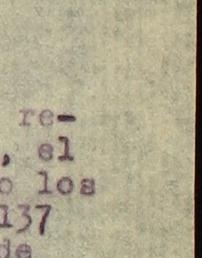 re-
, el
o los
137
de